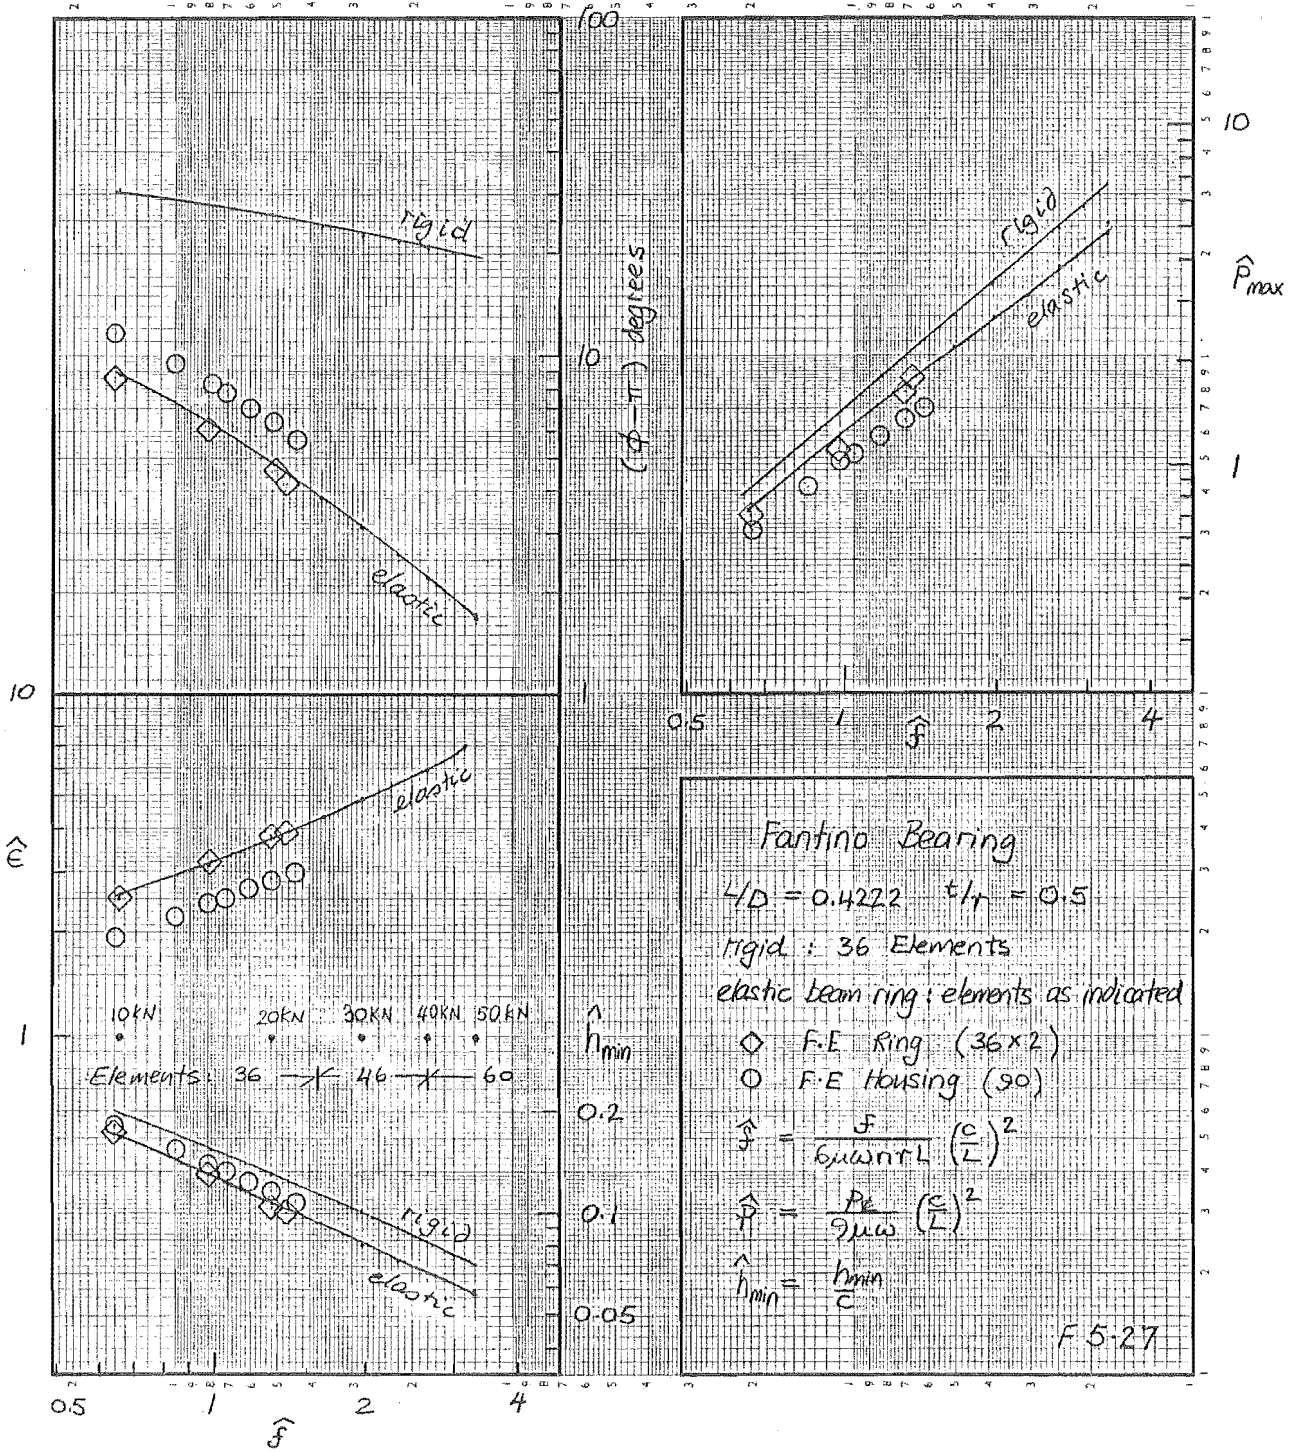 100
rigid
10
(φ-π) degrees
elastic
1
10
rigid
P̂max
elastic
1
0.5 1 f̂ 2 4
10
elastic
ε̂
10kN 20kN 30KN 40KN 50KN
1
ĥmin
Elements: 36 46 60
0.2
rigid
0.1
elastic
0.05
0.5 1 2 4
f̂
Fantino Bearing
L/D = 0.4222 t/r = 0.5
rigid : 36 Elements
elastic beam ring : elements as indicated
◇ F.E Ring (36×2)
○ F.E Housing (90)
f̂ = f / 6μωπrL (c/L)²
P̂ = (c/L)²
ĥmin = hmin / c
F 5.27